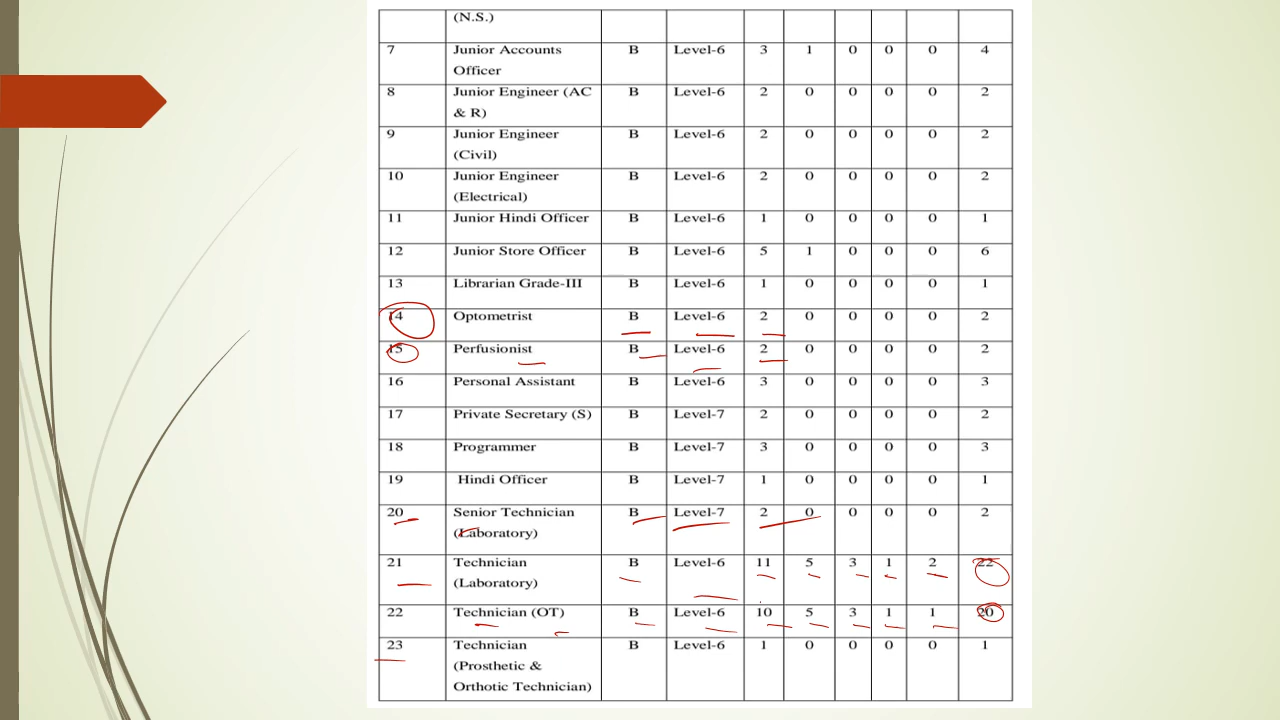 (N.S.)
7 Junior Accounts B Level-6 3 1 0 0 0 4
Officer
8 Junior Engineer (AC B Level-6 2 0 0 0 0 2
& R)
9 Junior Engineer B Level-6 2 0 0 0 0 2
(Civil)
10 Junior Engineer B Level-6 2 0 0 0 0 2
(Electrical)
11 Junior Hindi Officer B Level-6 1 0 0 0 0 1
12 Junior Store Officer B Level-6 5 1 0 0 0 6
13 Librarian Grade-III B Level-6 1 0 0 0 0 1
14 Optometrist B Level-6 2 0 0 0 0 2
15 Perfusionist B Level-6 2 0 0 0 0 2
16 Personal Assistant B Level-6 3 0 0 0 0 3
17 Private Secretary (S) B Level-7 2 0 0 0 0 2
18 Programmer B Level-7 3 0 0 0 0 3
19 Hindi Officer B Level-7 1 0 0 0 0 1
20 Senior Technician B Level-7 2 0 0 0 0 2
(Laboratory)
21 Technician B Level-6 11 5 3 1 2 22
(Laboratory)
22 Technician (OT) B Level-6 10 5 3 1 1 20
23 Technician B Level-6 1 0 0 0 0 1
(Prosthetic &
Orthotic Technician)